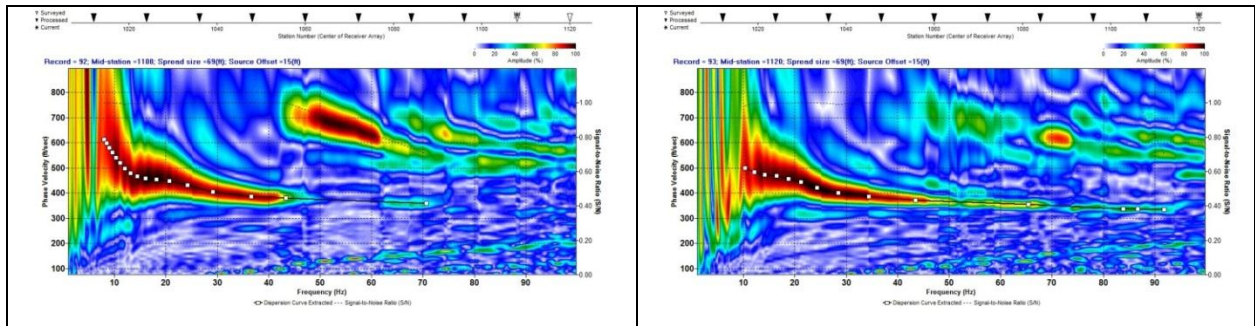 Surveyed
Processed
Current
1020 1040 1060 1080 1100 1120
Station Number (Center of Receiver Array)
0 20 40 60 80 100
Amplitude (%)
Spread size =69(ft); Source Offset =15(ft)
Phase Velocity (ft/sec)
800
700
600
500
400
300
200
100
1.00
0.80
0.60
0.40
0.20
0.00
Signal-to-Noise Ratio (S/N)
10 20 30 40 50 60 70 80 90
Frequency (Hz)
Dispersion Curve Extracted Signal-to-Noise Ratio (S/N)
Surveyed
Processed
Current
1020 1040 1060 1080 1100 1120
Station Number (Center of Receiver Array)
0 20 40 60 80 100
Amplitude (%)
Record = 93; Mid-station =1120; Spread size =69(ft); Source Offset =15(ft)
Phase Velocity (ft/sec)
800
700
600
500
400
300
200
100
1.00
0.80
0.60
0.40
0.20
0.00
Signal-to-Noise Ratio (S/N)
10 20 30 40 50 60 70 80 90
Frequency (Hz)
Dispersion Curve Extracted Signal-to-Noise Ratio (S/N)